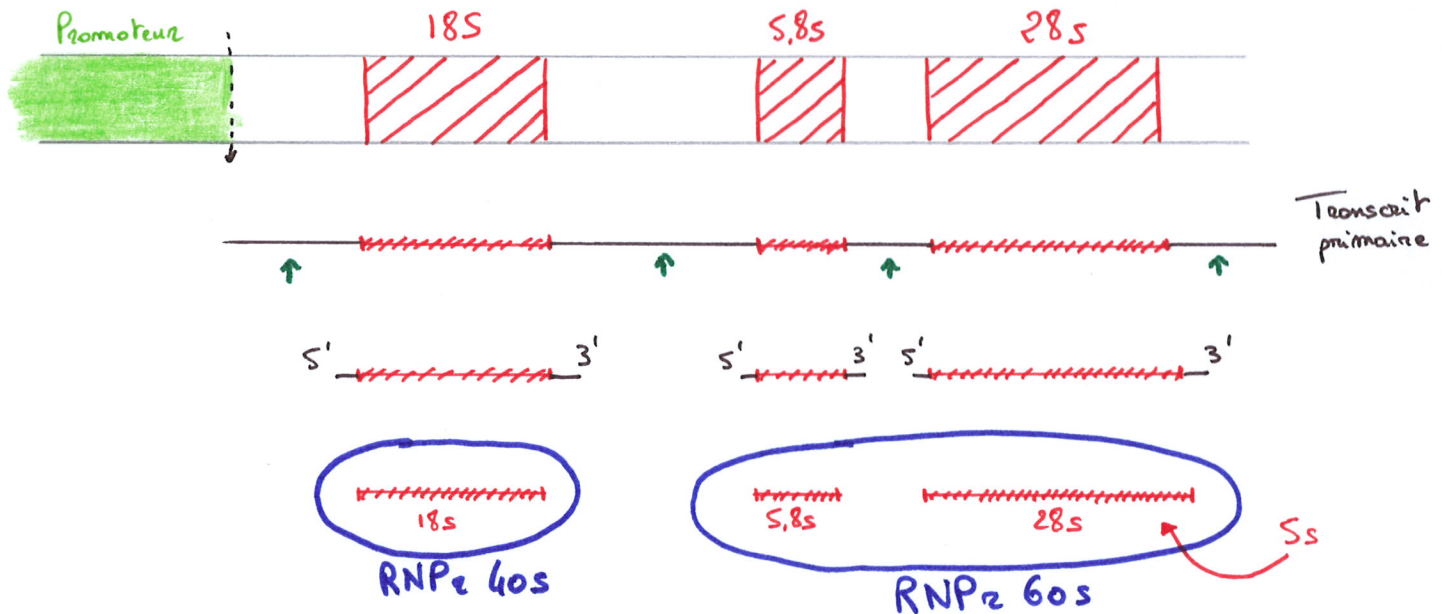 Promoteur
18S
5,8s
28s
Transcrit
primaire
5'
3'
5'
3'
5'
3'
18s
5,8s
28s
5s
RNPr 40s
RNPr 60s